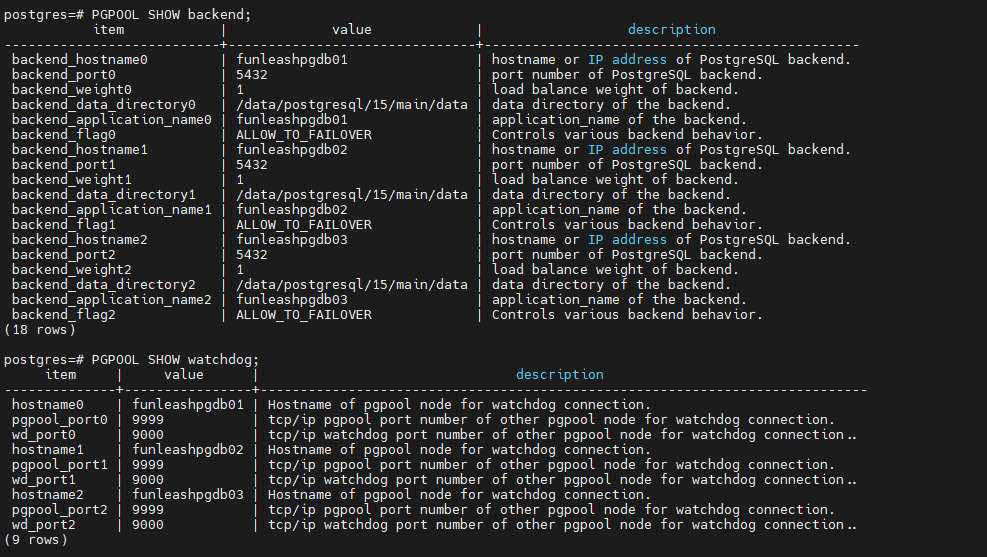 postgres=# PGPOOL SHOW backend;
item | value | description
---------------------------+-------------------------------+-----------------------------------------------
backend_hostname0 | funleashpgdb01 | hostname or IP address of PostgreSQL backend.
backend_port0 | 5432 | port number of PostgreSQL backend.
backend_weight0 | 1 | load balance weight of backend.
backend_data_directory0 | /data/postgresql/15/main/data | data directory of the backend.
backend_application_name0 | funleashpgdb01 | application_name of the backend.
backend_flag0 | ALLOW_TO_FAILOVER | Controls various backend behavior.
backend_hostname1 | funleashpgdb02 | hostname or IP address of PostgreSQL backend.
backend_port1 | 5432 | port number of PostgreSQL backend.
backend_weight1 | 1 | load balance weight of backend.
backend_data_directory1 | /data/postgresql/15/main/data | data directory of the backend.
backend_application_name1 | funleashpgdb02 | application_name of the backend.
backend_flag1 | ALLOW_TO_FAILOVER | Controls various backend behavior.
backend_hostname2 | funleashpgdb03 | hostname or IP address of PostgreSQL backend.
backend_port2 | 5432 | port number of PostgreSQL backend.
backend_weight2 | 1 | load balance weight of backend.
backend_data_directory2 | /data/postgresql/15/main/data | data directory of the backend.
backend_application_name2 | funleashpgdb03 | application_name of the backend.
backend_flag2 | ALLOW_TO_FAILOVER | Controls various backend behavior.
(18 rows)
postgres=# PGPOOL SHOW watchdog;
item | value | description
--------------+----------------+-----------------------------------------------------------------------------
hostname0 | funleashpgdb01 | Hostname of pgpool node for watchdog connection.
pgpool_port0 | 9999 | tcp/ip pgpool port number of other pgpool node for watchdog connection.
wd_port0 | 9000 | tcp/ip watchdog port number of other pgpool node for watchdog connection..
hostname1 | funleashpgdb02 | Hostname of pgpool node for watchdog connection.
pgpool_port1 | 9999 | tcp/ip pgpool port number of other pgpool node for watchdog connection.
wd_port1 | 9000 | tcp/ip watchdog port number of other pgpool node for watchdog connection..
hostname2 | funleashpgdb03 | Hostname of pgpool node for watchdog connection.
pgpool_port2 | 9999 | tcp/ip pgpool port number of other pgpool node for watchdog connection.
wd_port2 | 9000 | tcp/ip watchdog port number of other pgpool node for watchdog connection..
(9 rows)